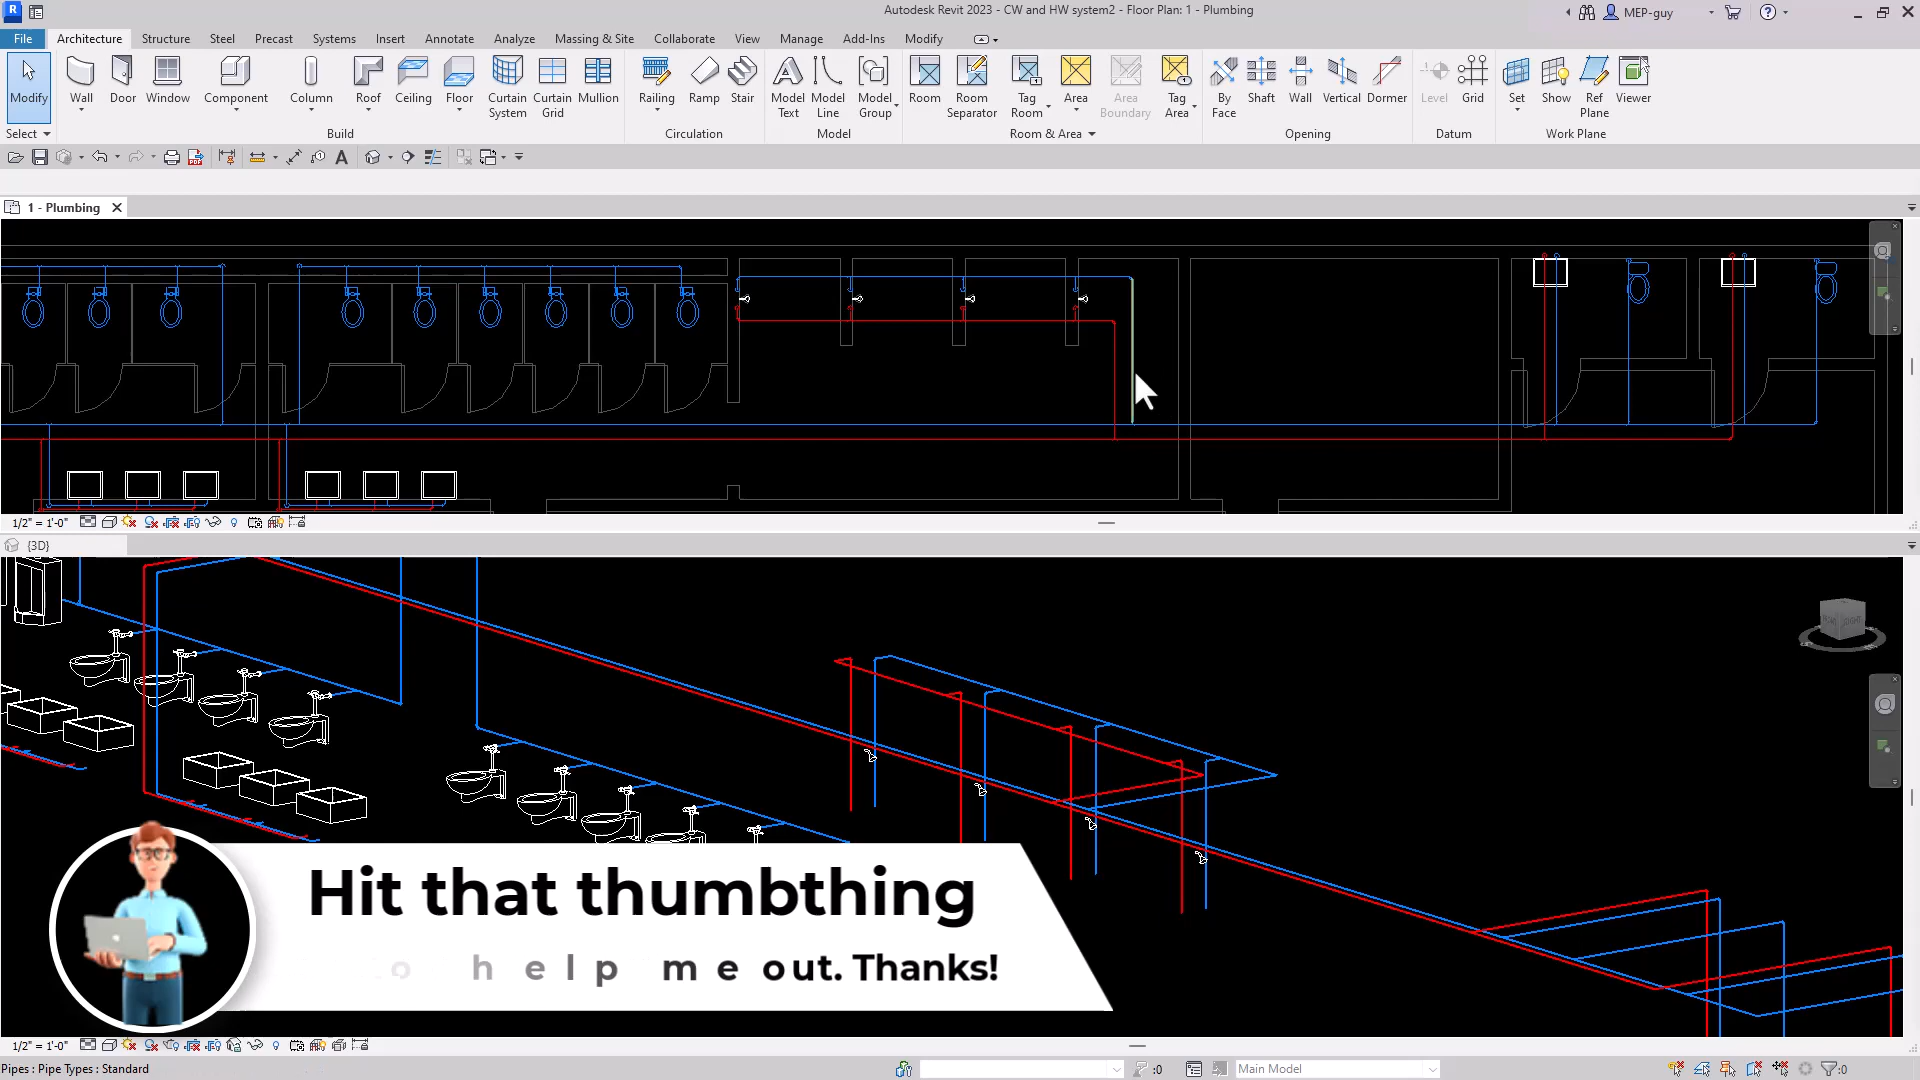 Autodesk Revit 2023 - CW and HW system2 - Floor Plan: 1 - Plumbing
MEP-guy
File Architecture Structure Steel Precast Systems Insert Annotate Analyze Massing & Site Collaborate View Manage Add-Ins Modify
Modify Wall Door Window Component Column Roof Ceiling Floor Curtain System Curtain Grid Mullion Railing Ramp Stair Model Text Model Line Model Group Room Room Separator Tag Room Area Area Boundary Tag Area By Face Shaft Wall Vertical Dormer Level Grid Set Show Ref Plane Viewer
Select Build Circulation Model Room & Area Opening Datum Work Plane
1 - Plumbing
1/2" = 1'-0"
{3D}
Hit that thumbthing
o help me out. Thanks!
1/2" = 1'-0"
Pipes : Pipe Types : Standard
:0
Main Model
:0